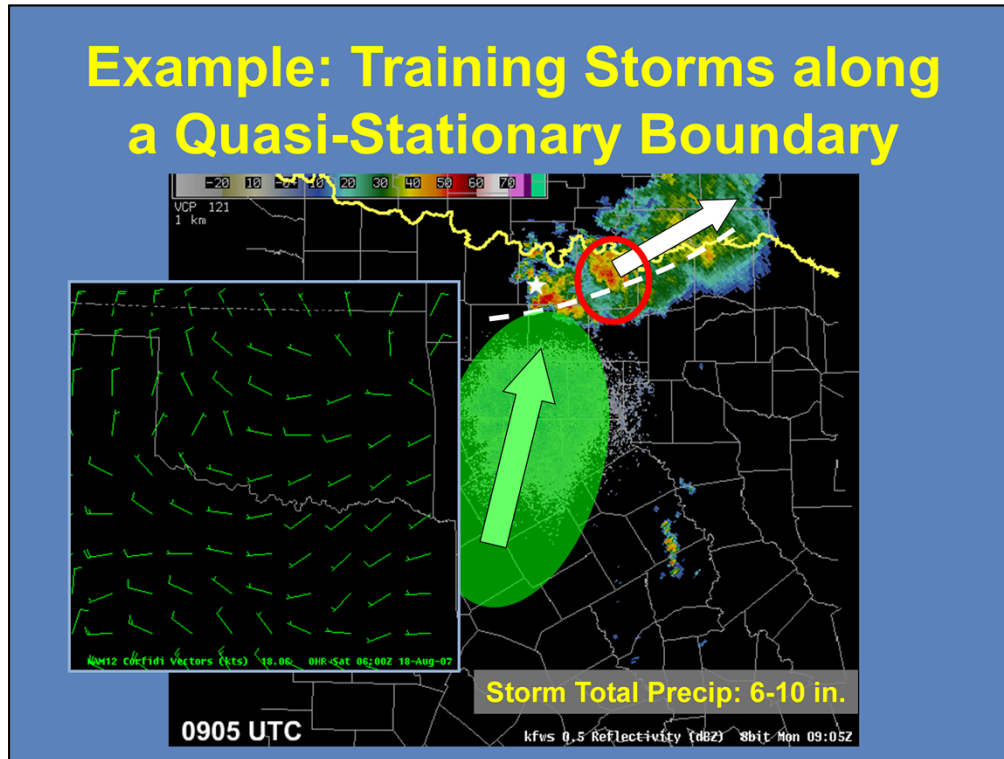 Example: Training Storms along
a Quasi-Stationary Boundary
-20 10 10 20 30 40 50 60 70
VCP 121
1 km
NAM12 Corfidi Vectors (kts) 18.06 0HR Sat 06:00Z 18-Aug-07
Storm Total Precip: 6-10 in.
0905 UTC
kfws 0.5 Reflectivity (dBZ) 8bit Mon 09:05Z